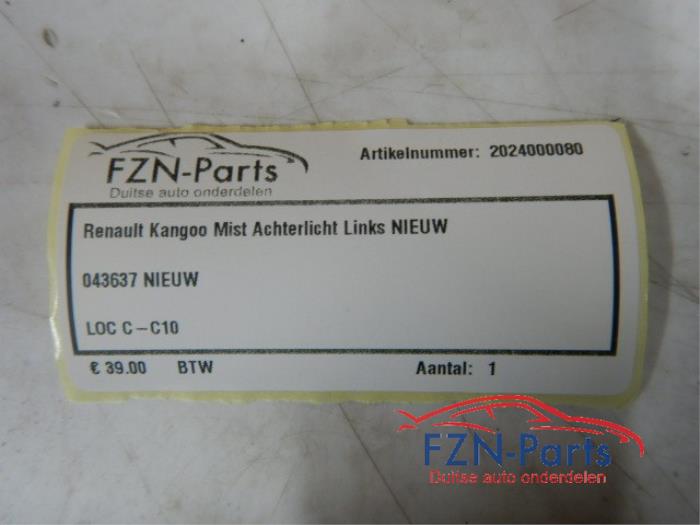 FZN-Parts
Duitse auto onderdelen
Artikelnummer: 2024000080
Renault Kangoo Mist Achterlicht Links NIEUW
043637 NIEUW
LOC C-C10
€ 39.00 BTW Aantal: 1
FZN-Parts
Duitse auto onderdelen